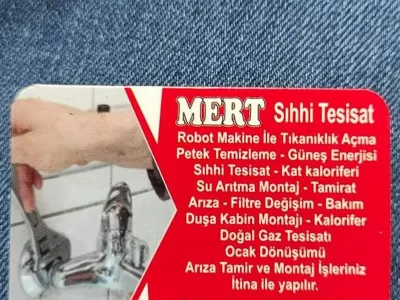 MERT Sıhhi Tesisat
Robot Makine İle Tıkanıklık Açma
Petek Temizleme - Güneş Enerjisi
Sıhhi Tesisat - Kat kaloriferi
Su Arıtma Montaj - Tamirat
Arıza - Filtre Değişim - Bakım
Duşa Kabin Montajı - Kalorifer
Doğal Gaz Tesisatı
Ocak Dönüşümü
Arıza Tamir ve Montaj İşleriniz
İtina ile yapılır.